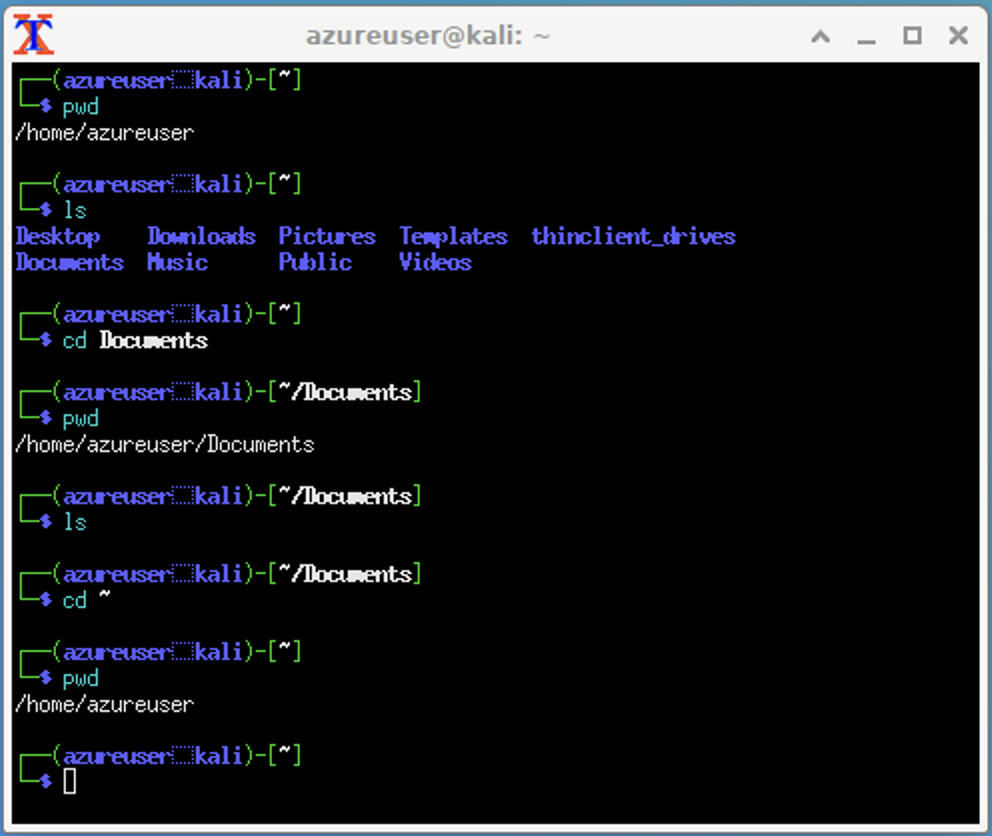 azureuser@kali: ~
┌──(azureuser㉿kali)-[~]
└─$ pwd
/home/azureuser
┌──(azureuser㉿kali)-[~]
└─$ ls
Desktop Downloads Pictures Templates thinclient_drives
Documents Music Public Videos
┌──(azureuser㉿kali)-[~]
└─$ cd Documents
┌──(azureuser㉿kali)-[~/Documents]
└─$ pwd
/home/azureuser/Documents
┌──(azureuser㉿kali)-[~/Documents]
└─$ ls
┌──(azureuser㉿kali)-[~/Documents]
└─$ cd ~
┌──(azureuser㉿kali)-[~]
└─$ pwd
/home/azureuser
┌──(azureuser㉿kali)-[~]
└─$